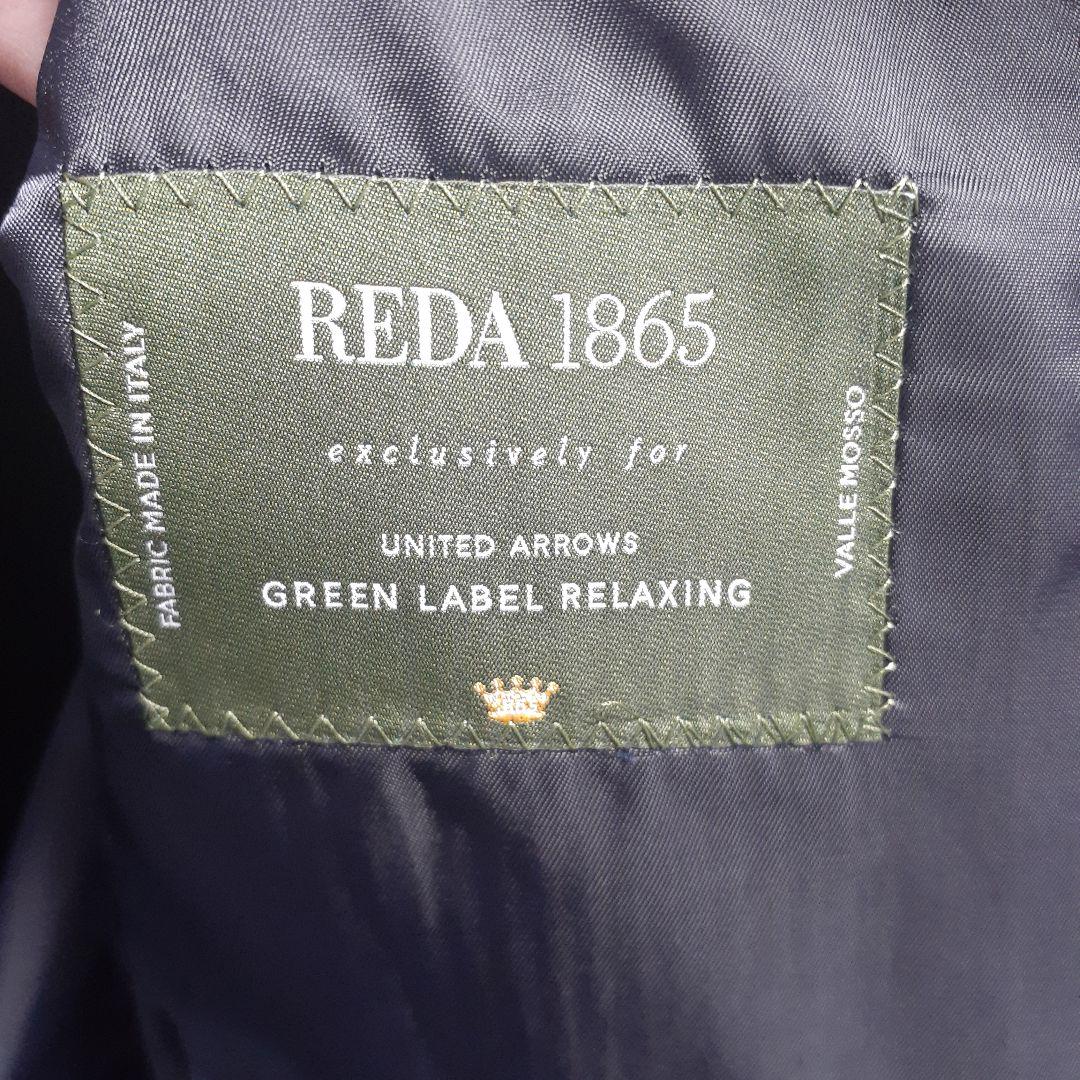 REDA 1865
exclusively for
UNITED ARROWS
GREEN LABEL RELAXING
FABRIC MADE IN ITALY
VALLE MOSSO